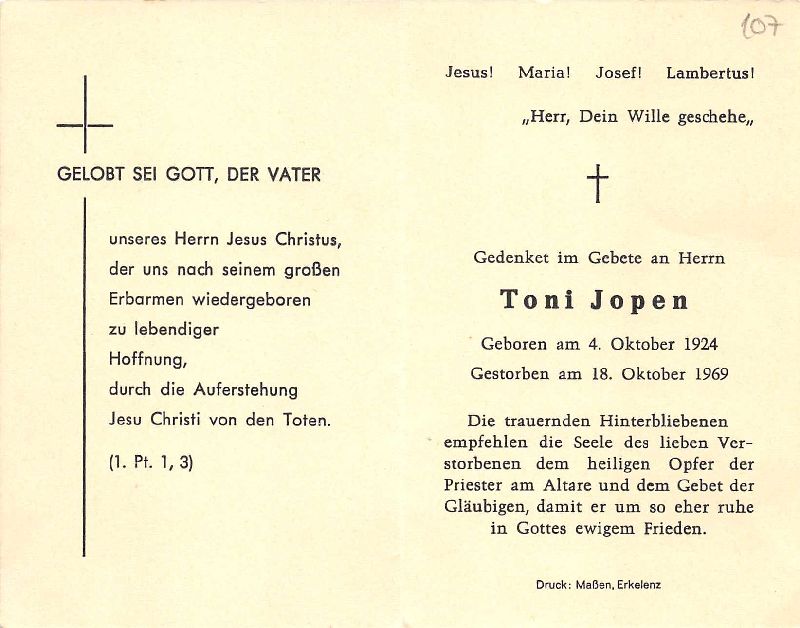 GELOBT SEI GOTT, DER VATER
unseres Herrn Jesus Christus,
der uns nach seinem großen
Erbarmen wiedergeboren
zu lebendiger
Hoffnung,
durch die Auferstehung
Jesu Christi von den Toten.
(1. Pt. 1, 3)
107
Jesus! Maria! Josef! Lambertus!
„Herr, Dein Wille geschehe„
Gedenket im Gebete an Herrn
Toni Jopen
Geboren am 4. Oktober 1924
Gestorben am 18. Oktober 1969
Die trauernden Hinterbliebenen
empfehlen die Seele des lieben Ver-
storbenen dem heiligen Opfer der
Priester am Altare und dem Gebet der
Gläubigen, damit er um so eher ruhe
in Gottes ewigem Frieden.
Druck: Maßen, Erkelenz